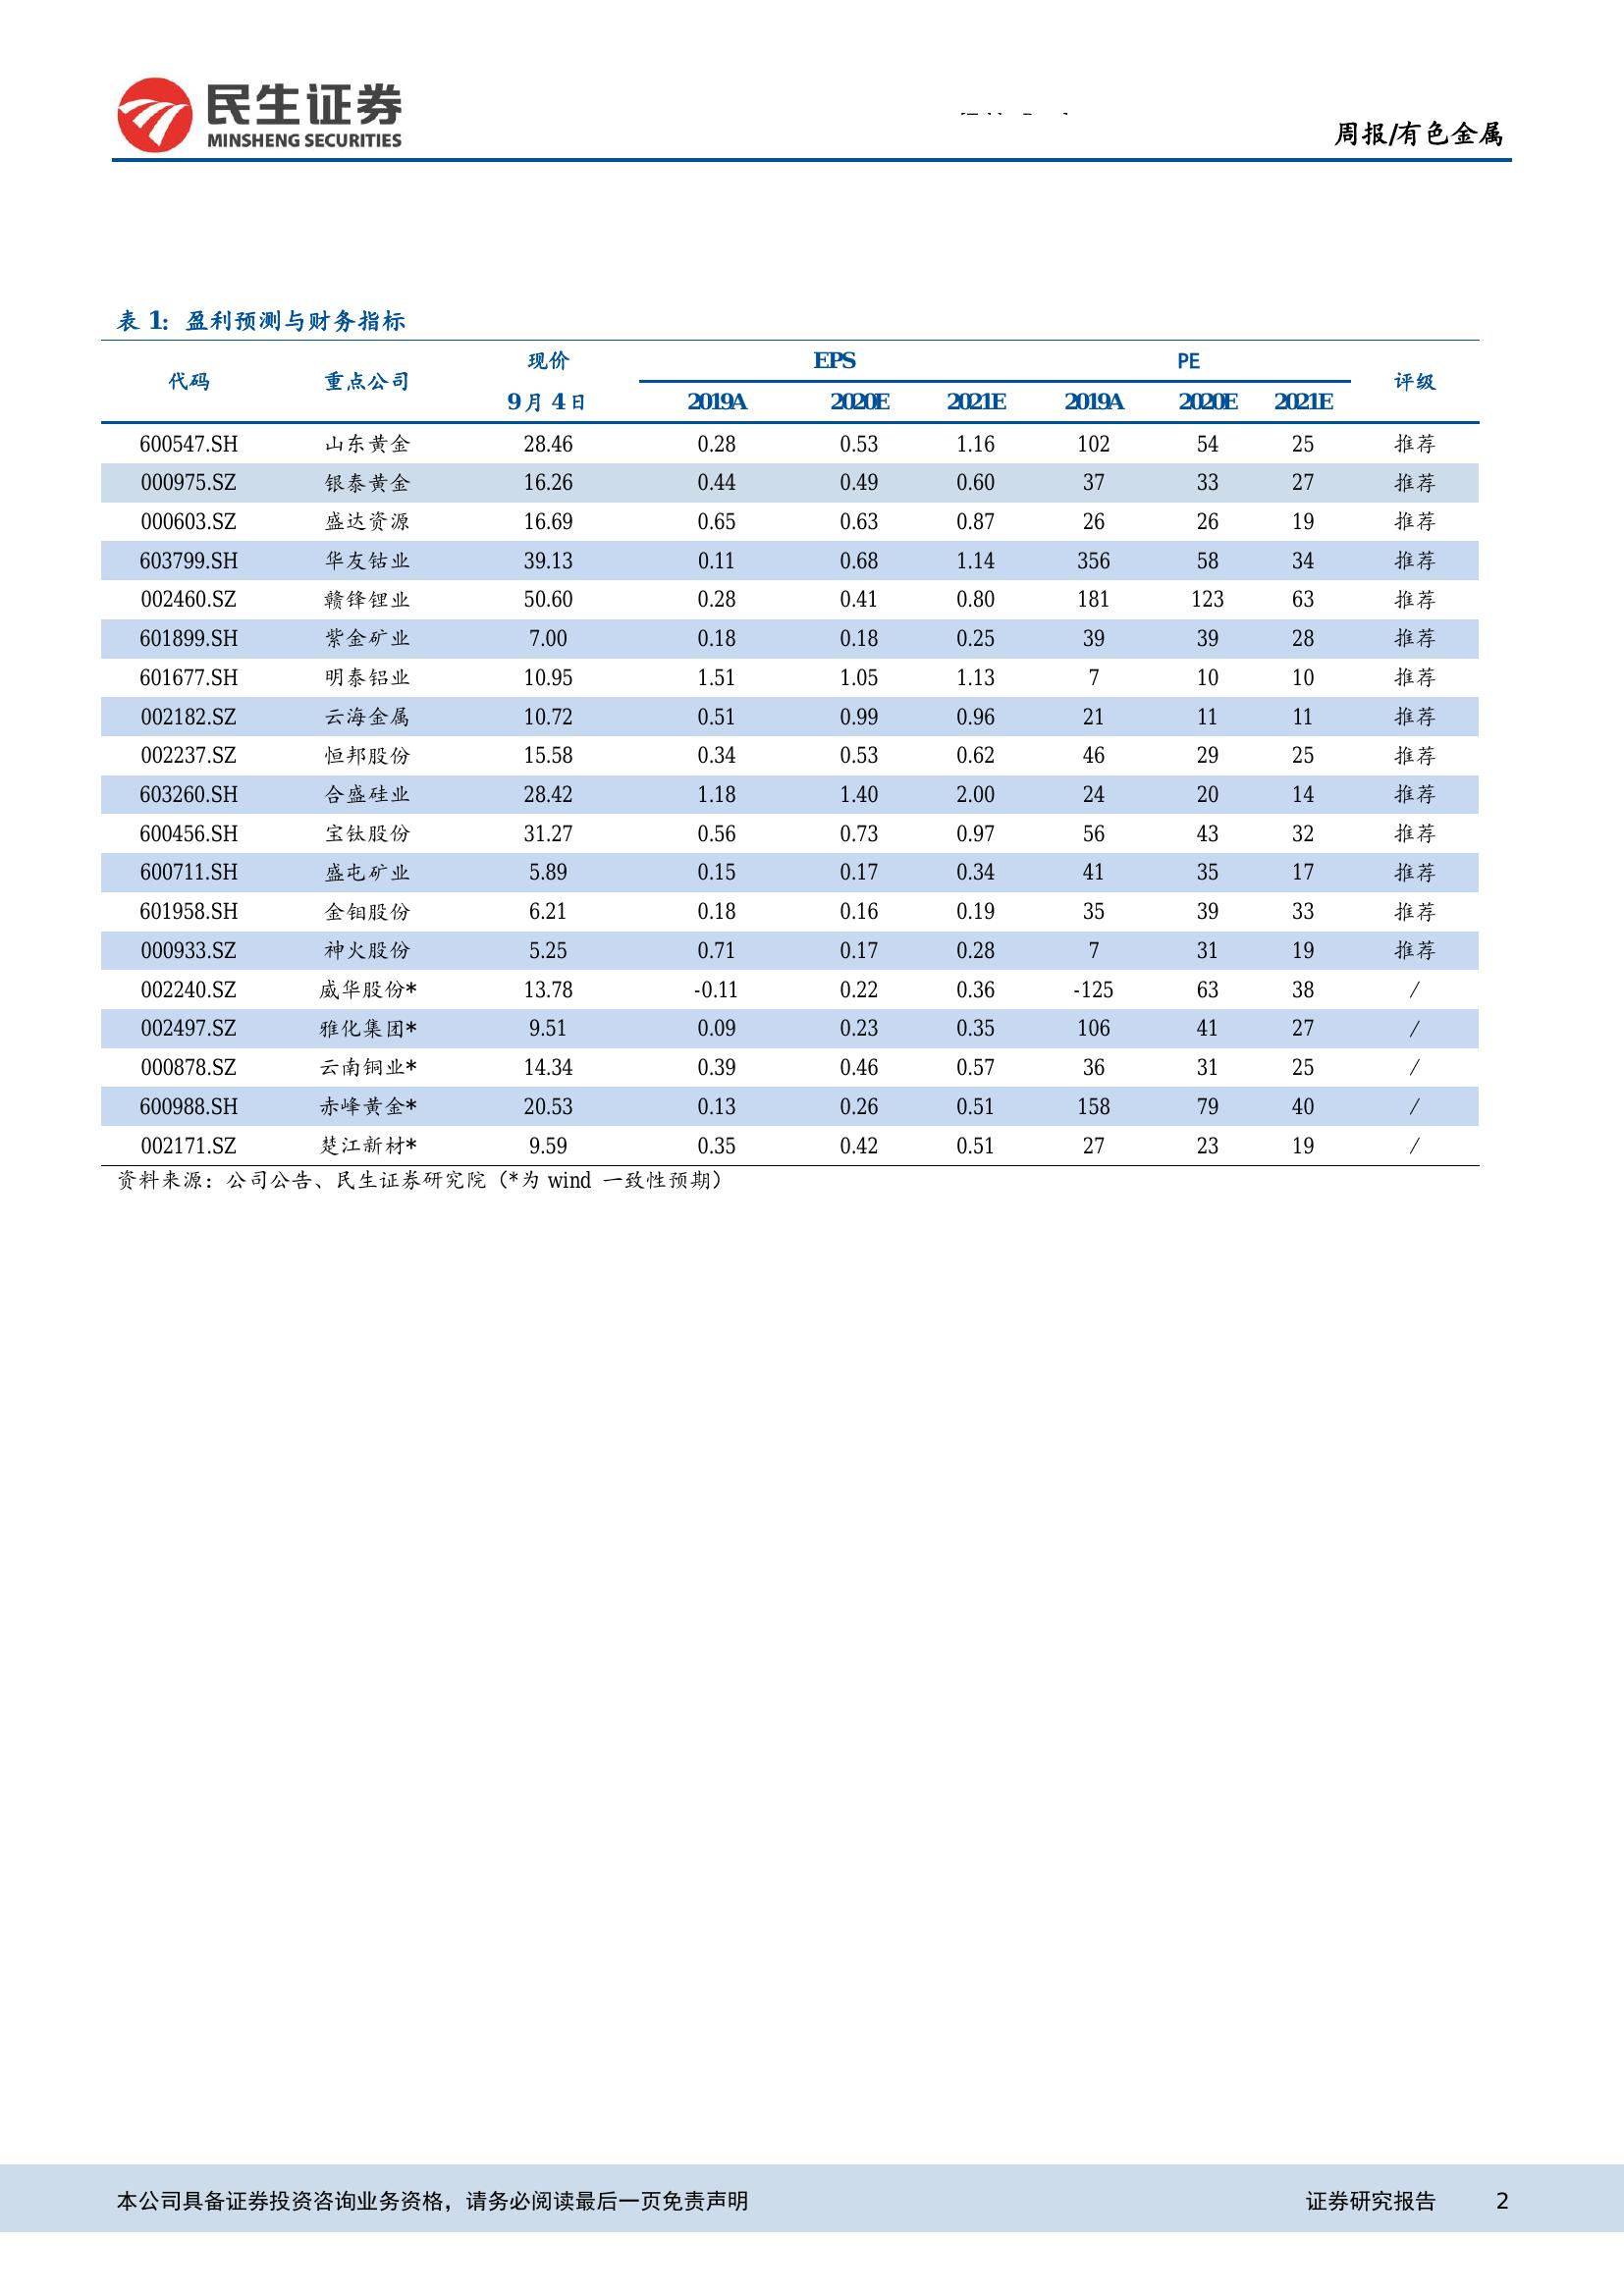 民生证券
MINSHENG SECURITIES
周报/有色金属
表 1：盈利预测与财务指标
代码 重点公司 现价 EPS PE 评级
9 月 4 日 2019A 2020E 2021E 2019A 2020E 2021E
600547.SH 山东黄金 28.46 0.28 0.53 1.16 102 54 25 推荐
000975.SZ 银泰黄金 16.26 0.44 0.49 0.60 37 33 27 推荐
000603.SZ 盛达资源 16.69 0.65 0.63 0.87 26 26 19 推荐
603799.SH 华友钴业 39.13 0.11 0.68 1.14 356 58 34 推荐
002460.SZ 赣锋锂业 50.60 0.28 0.41 0.80 181 123 63 推荐
601899.SH 紫金矿业 7.00 0.18 0.18 0.25 39 39 28 推荐
601677.SH 明泰铝业 10.95 1.51 1.05 1.13 7 10 10 推荐
002182.SZ 云海金属 10.72 0.51 0.99 0.96 21 11 11 推荐
002237.SZ 恒邦股份 15.58 0.34 0.53 0.62 46 29 25 推荐
603260.SH 合盛硅业 28.42 1.18 1.40 2.00 24 20 14 推荐
600456.SH 宝钛股份 31.27 0.56 0.73 0.97 56 43 32 推荐
600711.SH 盛屯矿业 5.89 0.15 0.17 0.34 41 35 17 推荐
601958.SH 金钼股份 6.21 0.18 0.16 0.19 35 39 33 推荐
000933.SZ 神火股份 5.25 0.71 0.17 0.28 7 31 19 推荐
002240.SZ 威华股份* 13.78 -0.11 0.22 0.36 -125 63 38 /
002497.SZ 雅化集团* 9.51 0.09 0.23 0.35 106 41 27 /
000878.SZ 云南铜业* 14.34 0.39 0.46 0.57 36 31 25 /
600988.SH 赤峰黄金* 20.53 0.13 0.26 0.51 158 79 40 /
002171.SZ 楚江新材* 9.59 0.35 0.42 0.51 27 23 19 /
资料来源：公司公告、民生证券研究院（*为 wind 一致性预期）
本公司具备证券投资咨询业务资格，请务必阅读最后一页免责声明 证券研究报告 2